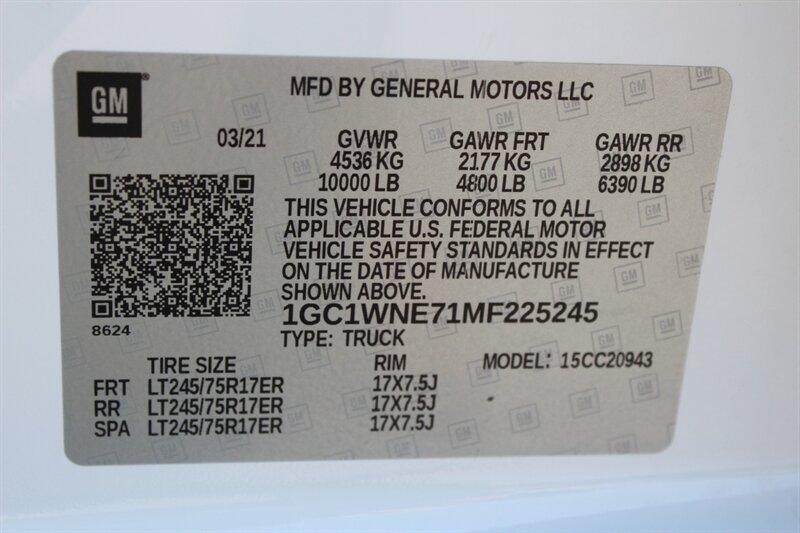 GM
MFD BY GENERAL MOTORS LLC
03/21 GVWR GAWR FRT GAWR RR
4536 KG 2177 KG 2898 KG
10000 LB 4800 LB 6390 LB
THIS VEHICLE CONFORMS TO ALL
APPLICABLE U.S. FEDERAL MOTOR
VEHICLE SAFETY STANDARDS IN EFFECT
ON THE DATE OF MANUFACTURE
SHOWN ABOVE.
8624
1GC1WNE71MF225245
TYPE: TRUCK
TIRE SIZE RIM MODEL: 15CC20943
FRT LT245/75R17ER 17X7.5J
RR LT245/75R17ER 17X7.5J
SPA LT245/75R17ER 17X7.5J